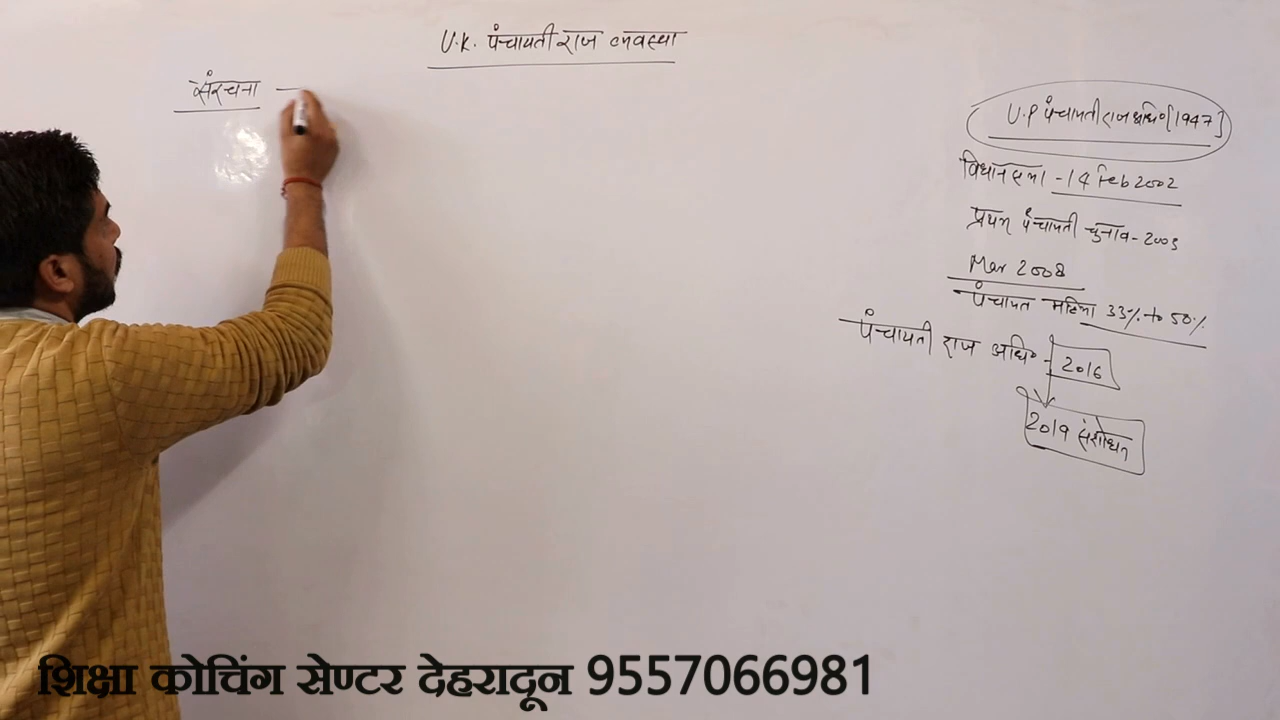 U.K. पंचायती राज व्यवस्था
संरचना —
U.P पंचायती राज अधि० [1947]
विधानसभा - 14 Feb 2002
प्रथम पंचायती चुनाव - 2003
Mar 2008
पंचायत महिला 33% to 50%
पंचायती राज अधि० - 2016
2019 संशोधन
शिक्षा कोचिंग सेण्टर देहरादून 9557066981